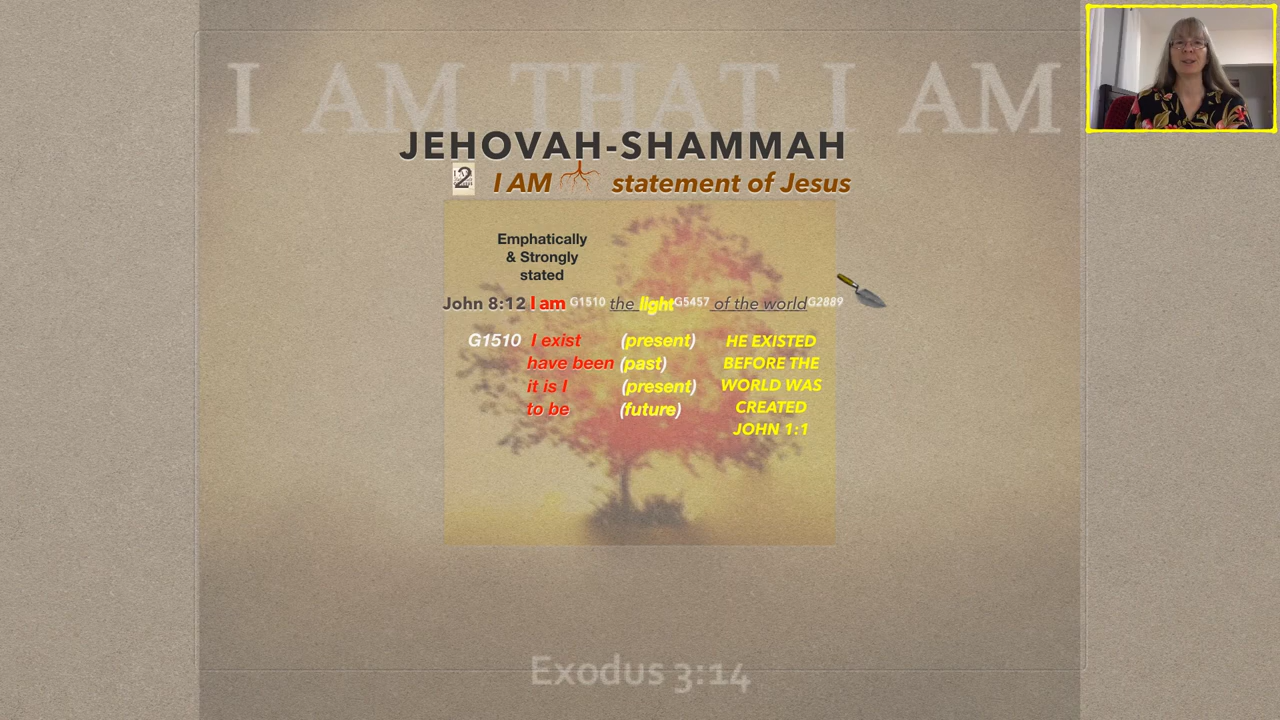 I AM THAT I AM
JEHOVAH-SHAMMAH
2 I AM statement of Jesus
Emphatically
& Strongly
stated
John 8:12 I am G1510 the light G5457 of the world G2889
G1510 I exist (present)
have been (past)
it is I (present)
to be (future)
HE EXISTED
BEFORE THE
WORLD WAS
CREATED
JOHN 1:1
Exodus 3:14